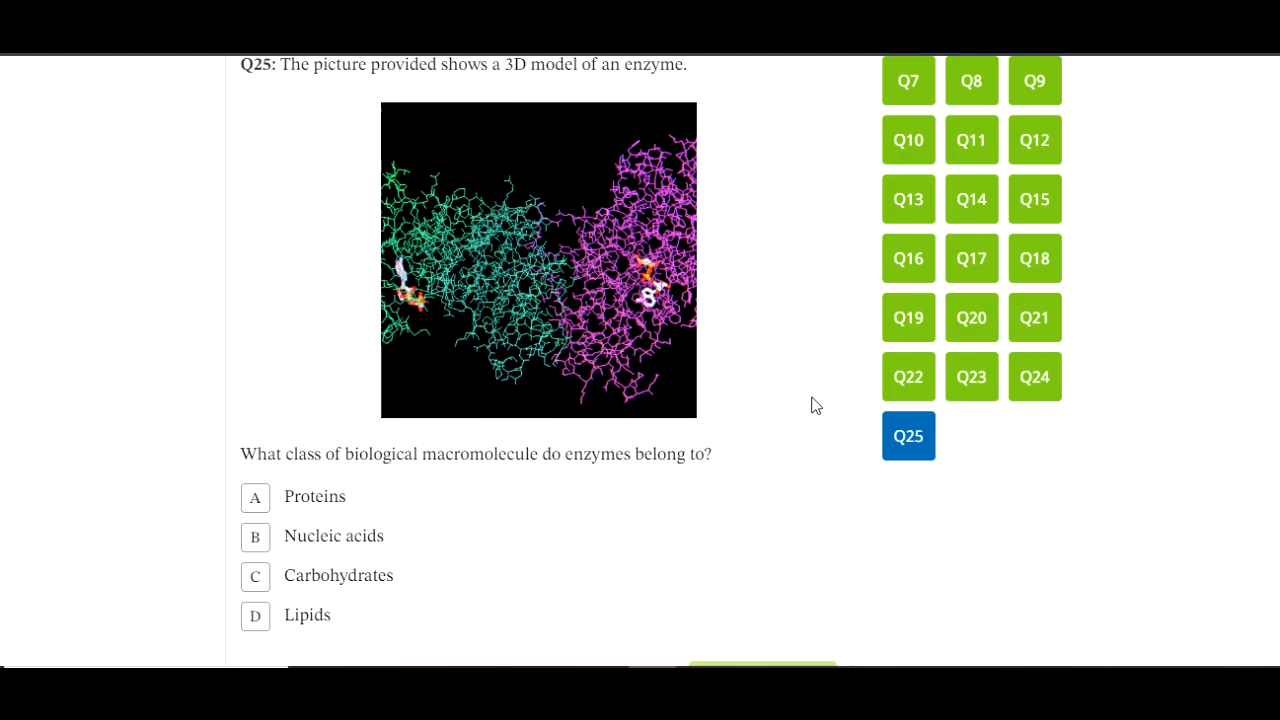 Q25: The picture provided shows a 3D model of an enzyme.
What class of biological macromolecule do enzymes belong to?
A Proteins
B Nucleic acids
C Carbohydrates
D Lipids
Q7 Q8 Q9
Q10 Q11 Q12
Q13 Q14 Q15
Q16 Q17 Q18
Q19 Q20 Q21
Q22 Q23 Q24
Q25